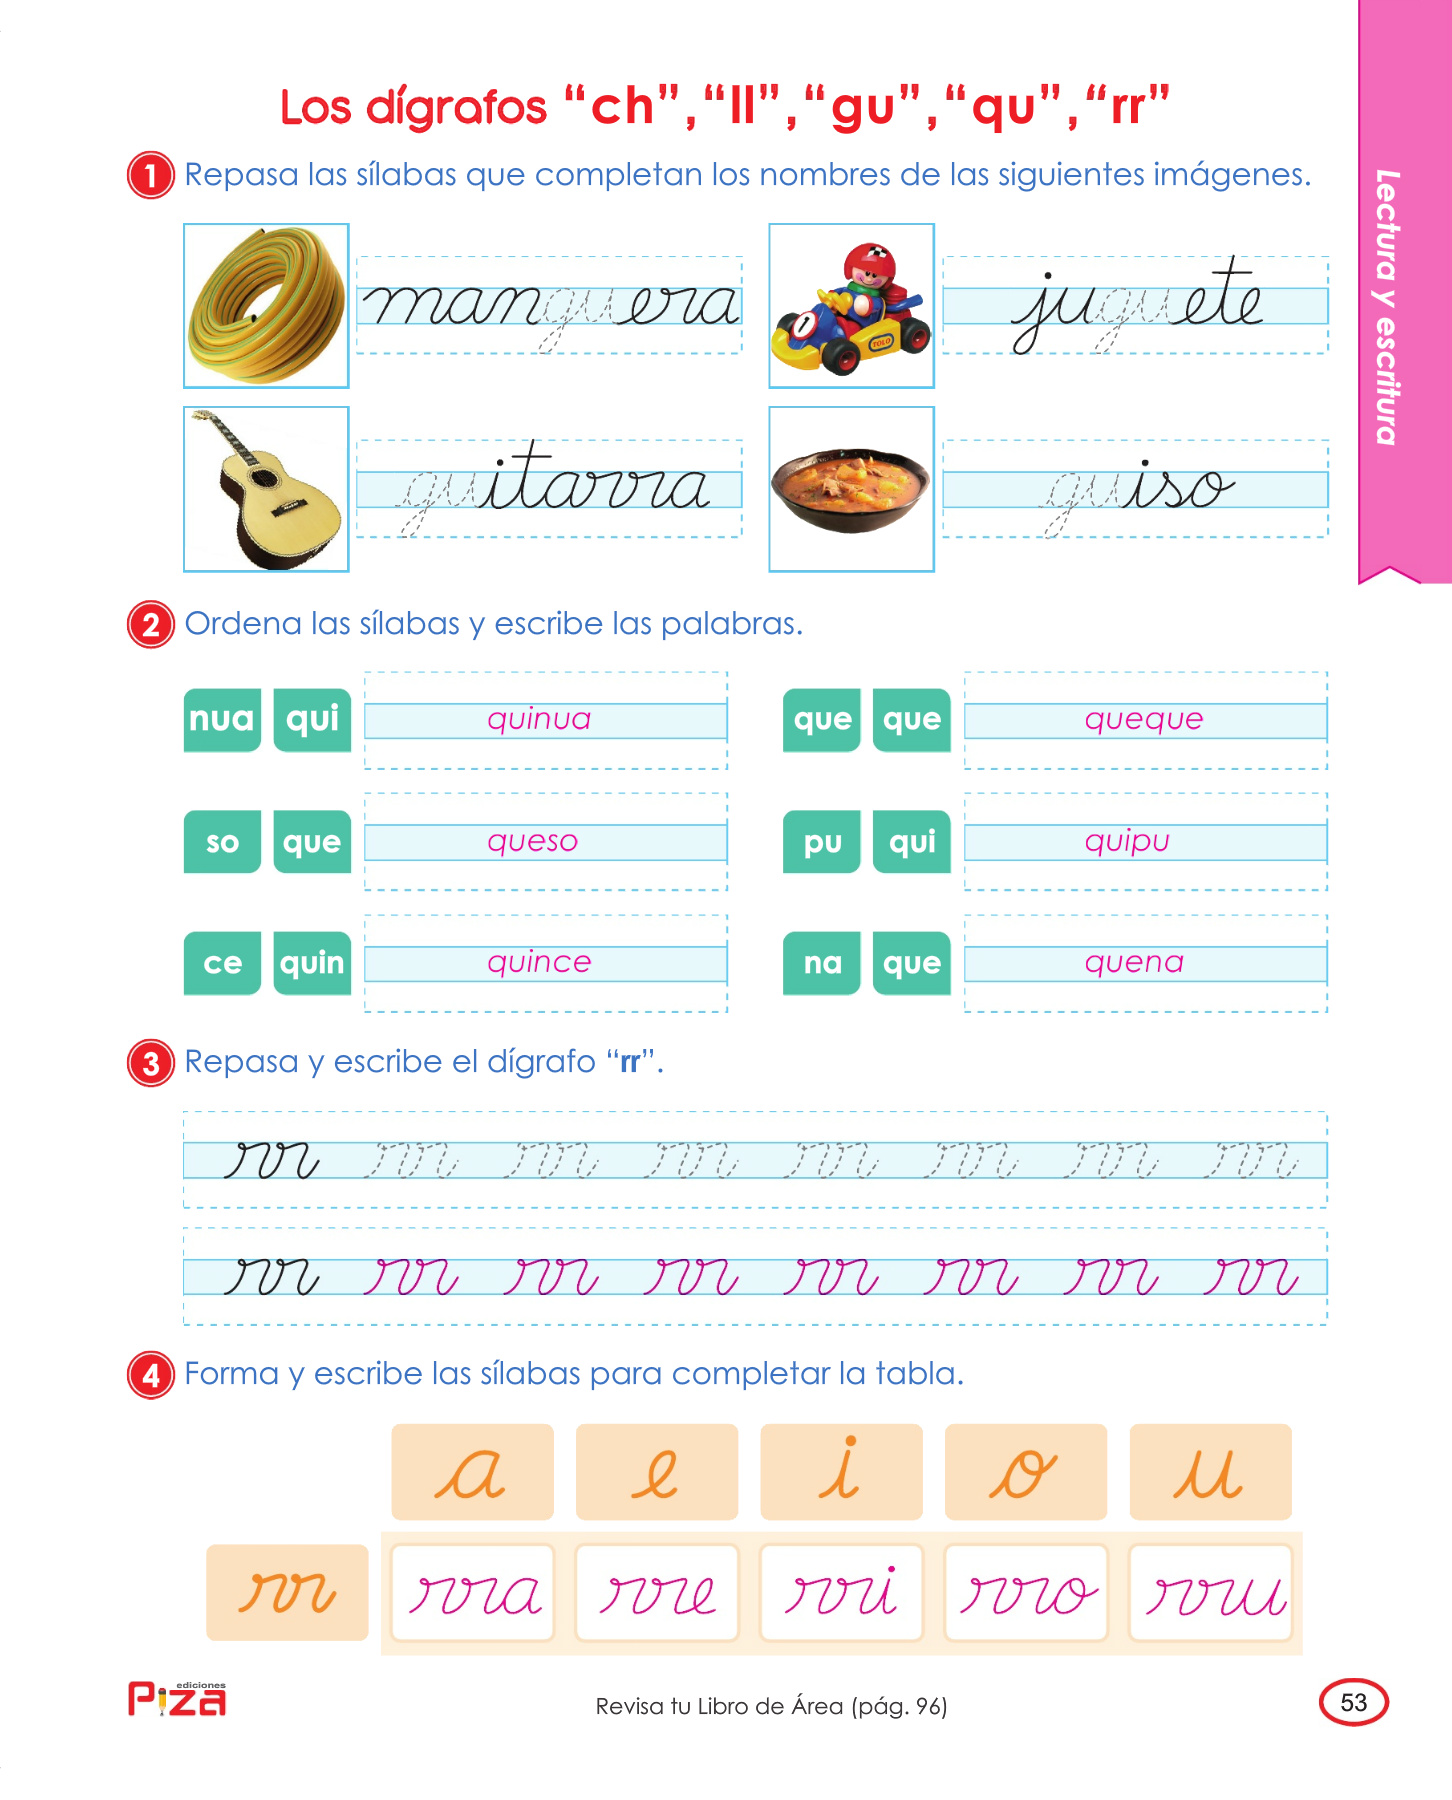 Los dígrafos “ch”, “ll”, “gu”, “qu”, “rr”
Lectura y escritura
1 Repasa las sílabas que completan los nombres de las siguientes imágenes.
manguera juguete
1 TOLO
guitarra guiso
2 Ordena las sílabas y escribe las palabras.
nua qui quinua que que queque
so que queso pu qui quipu
ce quin quince na que quena
3 Repasa y escribe el dígrafo “rr”.
rr rr rr rr rr rr rr rr
rr rr rr rr rr rr rr rr
4 Forma y escribe las sílabas para completar la tabla.
a e i o u
rr rra rre rri rro rru
ediciones
Piza
Revisa tu Libro de Área (pág. 96)
53